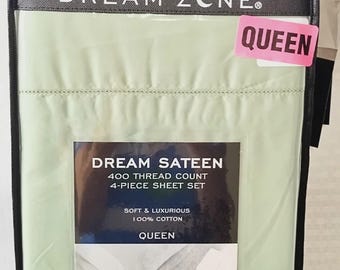 DREAM ZONE®
QUEEN
DREAM SATEEN
400 THREAD COUNT
4-PIECE SHEET SET
SOFT & LUXURIOUS
100% COTTON
QUEEN